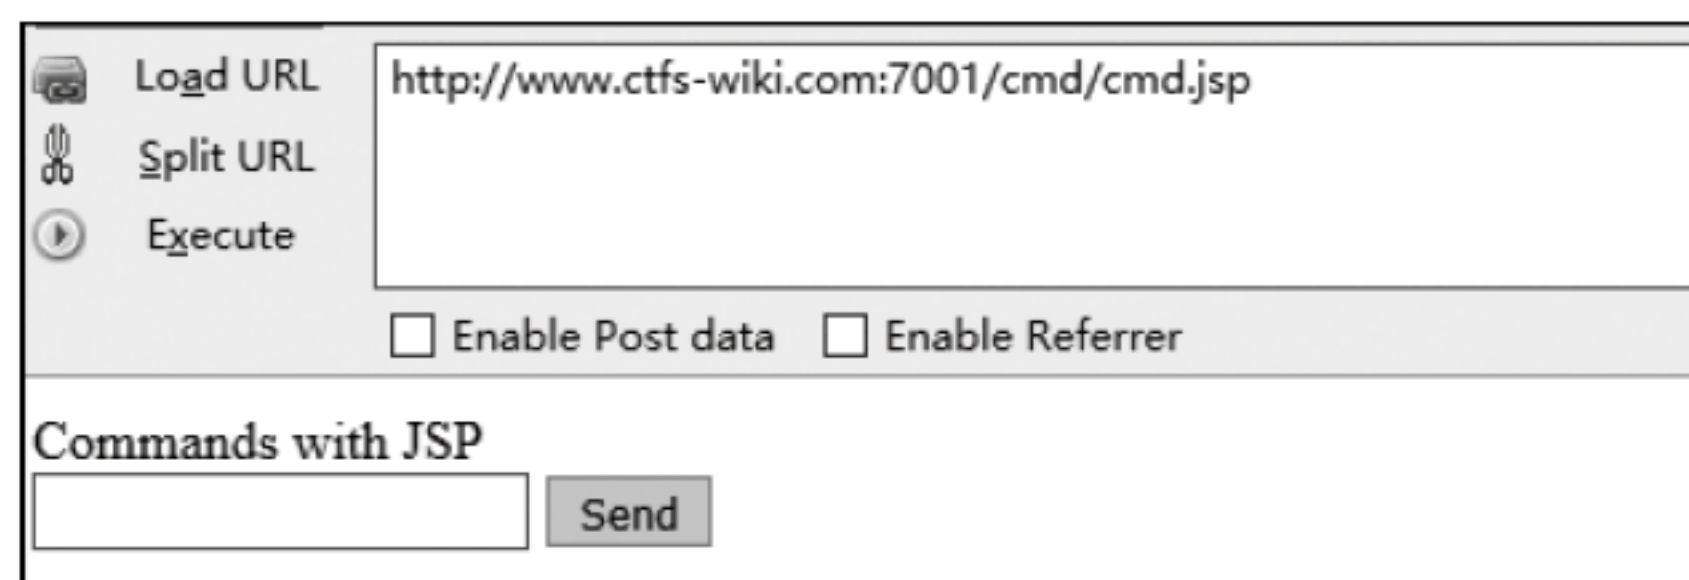 Load URL http://www.ctfs-wiki.com:7001/cmd/cmd.jsp
Split URL
Execute
Enable Post data Enable Referrer
Commands with JSP
Send